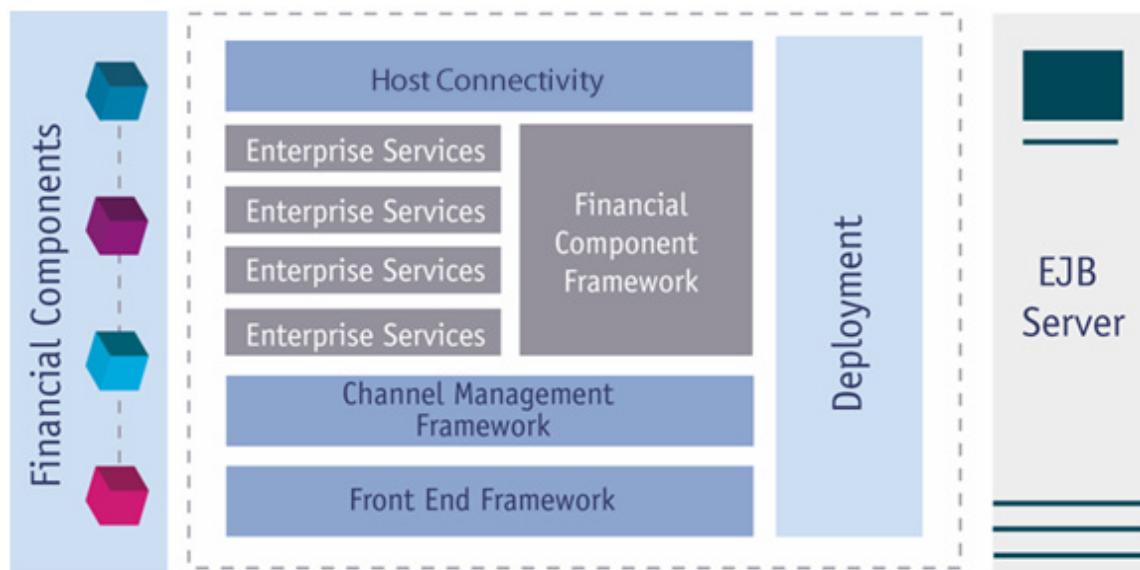 Financial Components
Host Connectivity
Enterprise Services
Enterprise Services
Enterprise Services
Enterprise Services
Financial
Component
Framework
Channel Management
Framework
Front End Framework
Deployment
EJB
Server